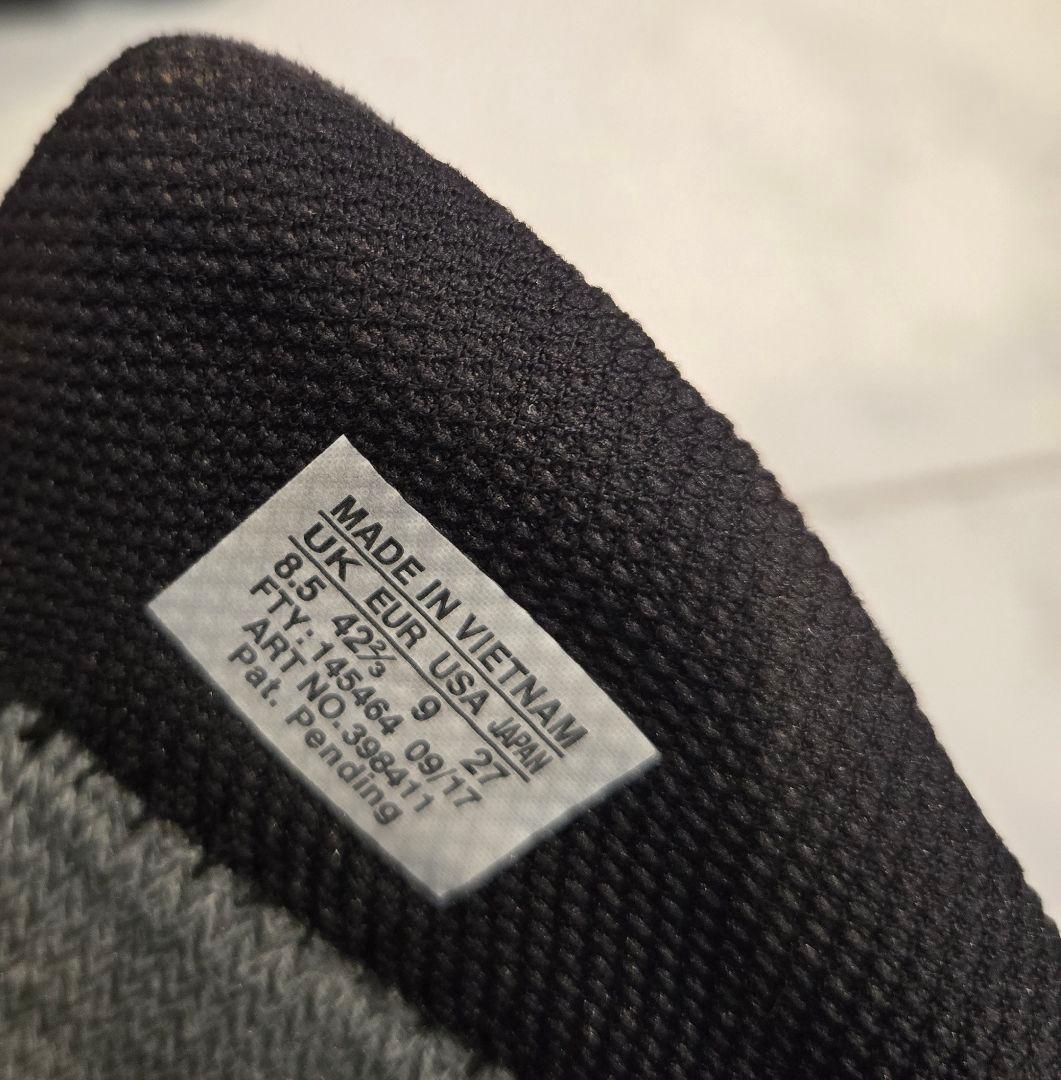 MADE IN VIETNAM
UK EUR USA JAPAN
8.5 42⅔ 9 27
FTY: 145464 09/17
ART NO.398411
Pat. Pending